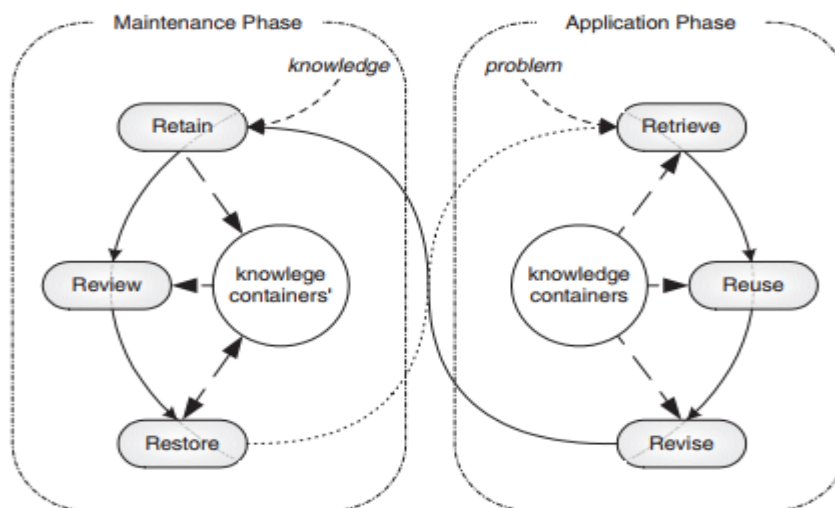 Maintenance Phase
knowledge
Retain
Review
knowlege
containers'
Restore
Application Phase
problem
Retrieve
knowledge
containers
Reuse
Revise